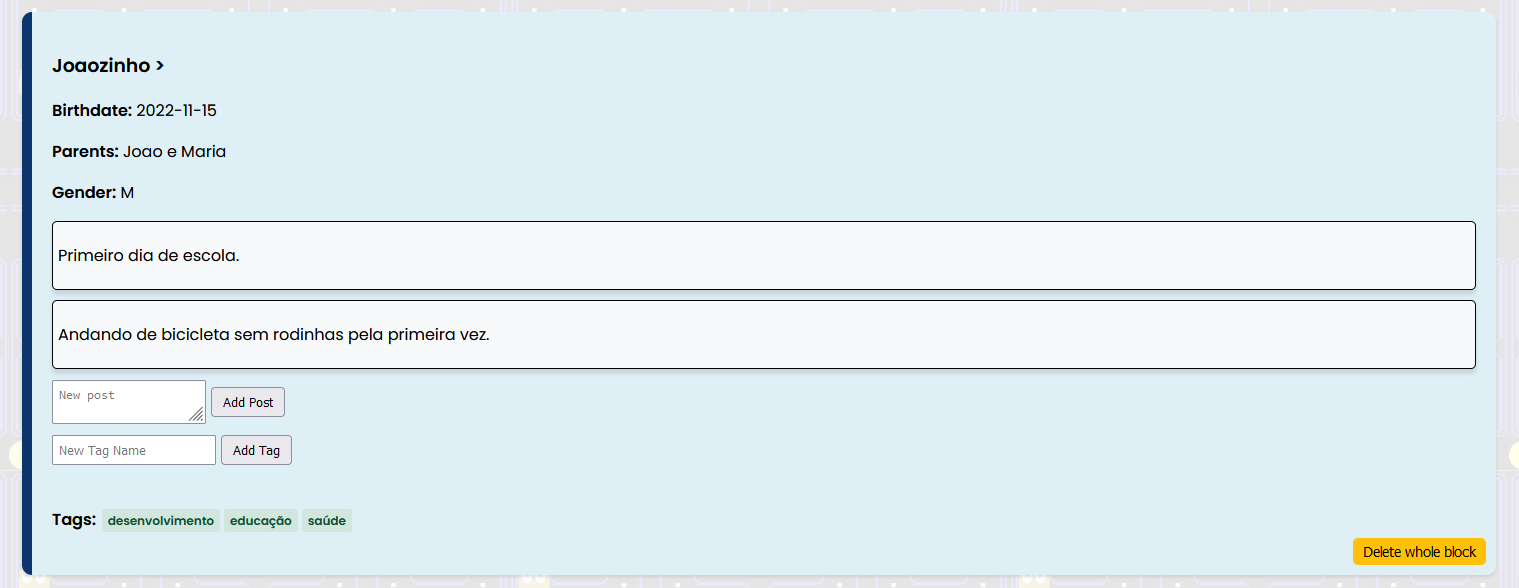 Joaozinho >
Birthdate: 2022-11-15
Parents: Joao e Maria
Gender: M
Primeiro dia de escola.
Andando de bicicleta sem rodinhas pela primeira vez.
New post Add Post
New Tag Name Add Tag
Tags: desenvolvimento educação saúde
Delete whole block